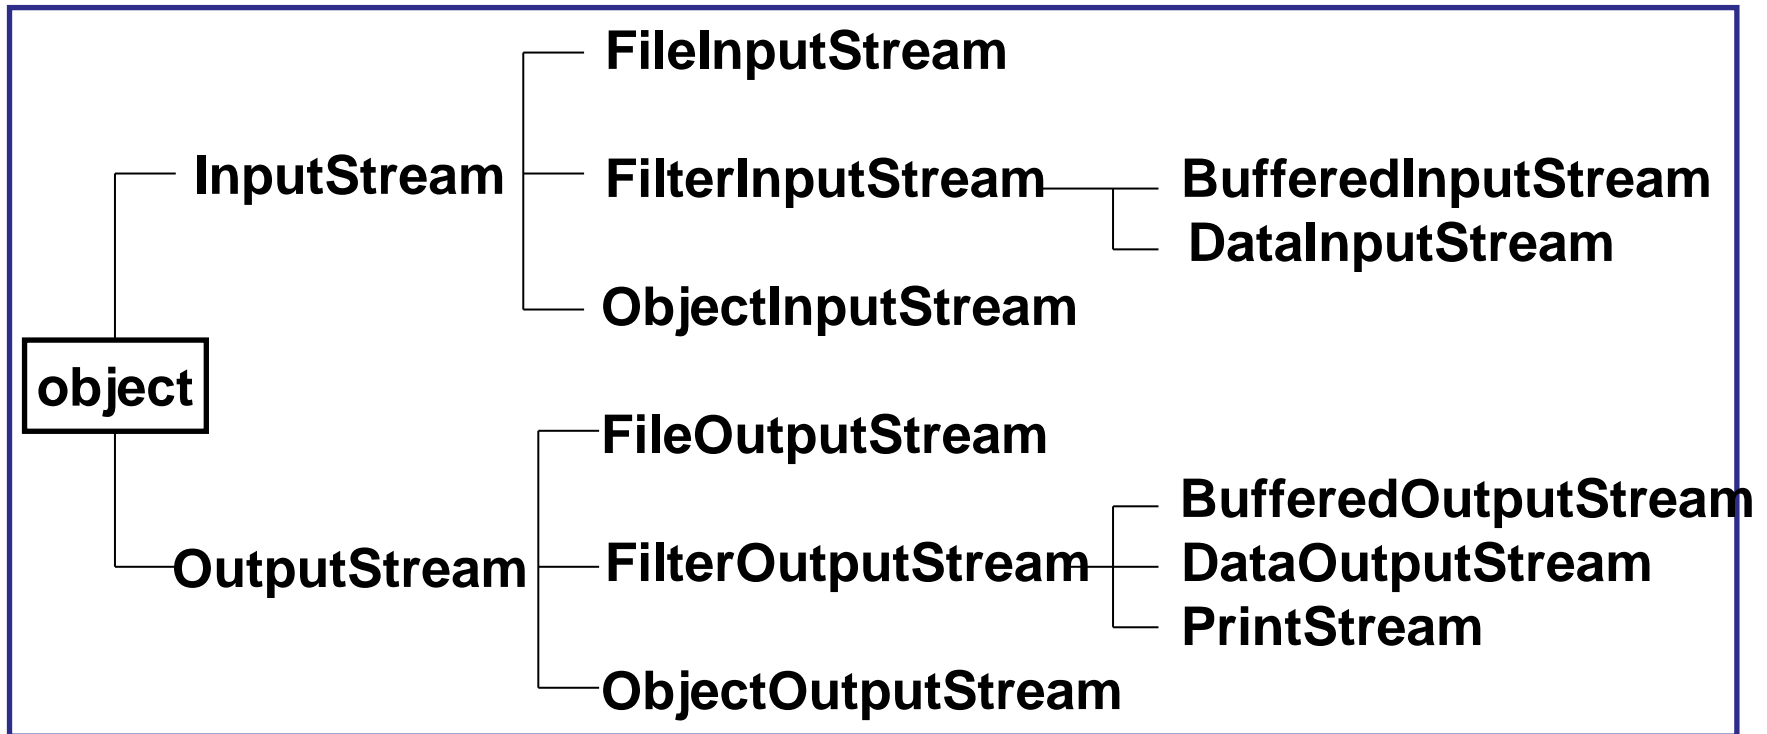 FileInputStream
InputStream
FilterInputStream
BufferedInputStream
DataInputStream
ObjectInputStream
object
FileOutputStream
OutputStream
FilterOutputStream
BufferedOutputStream
DataOutputStream
PrintStream
ObjectOutputStream